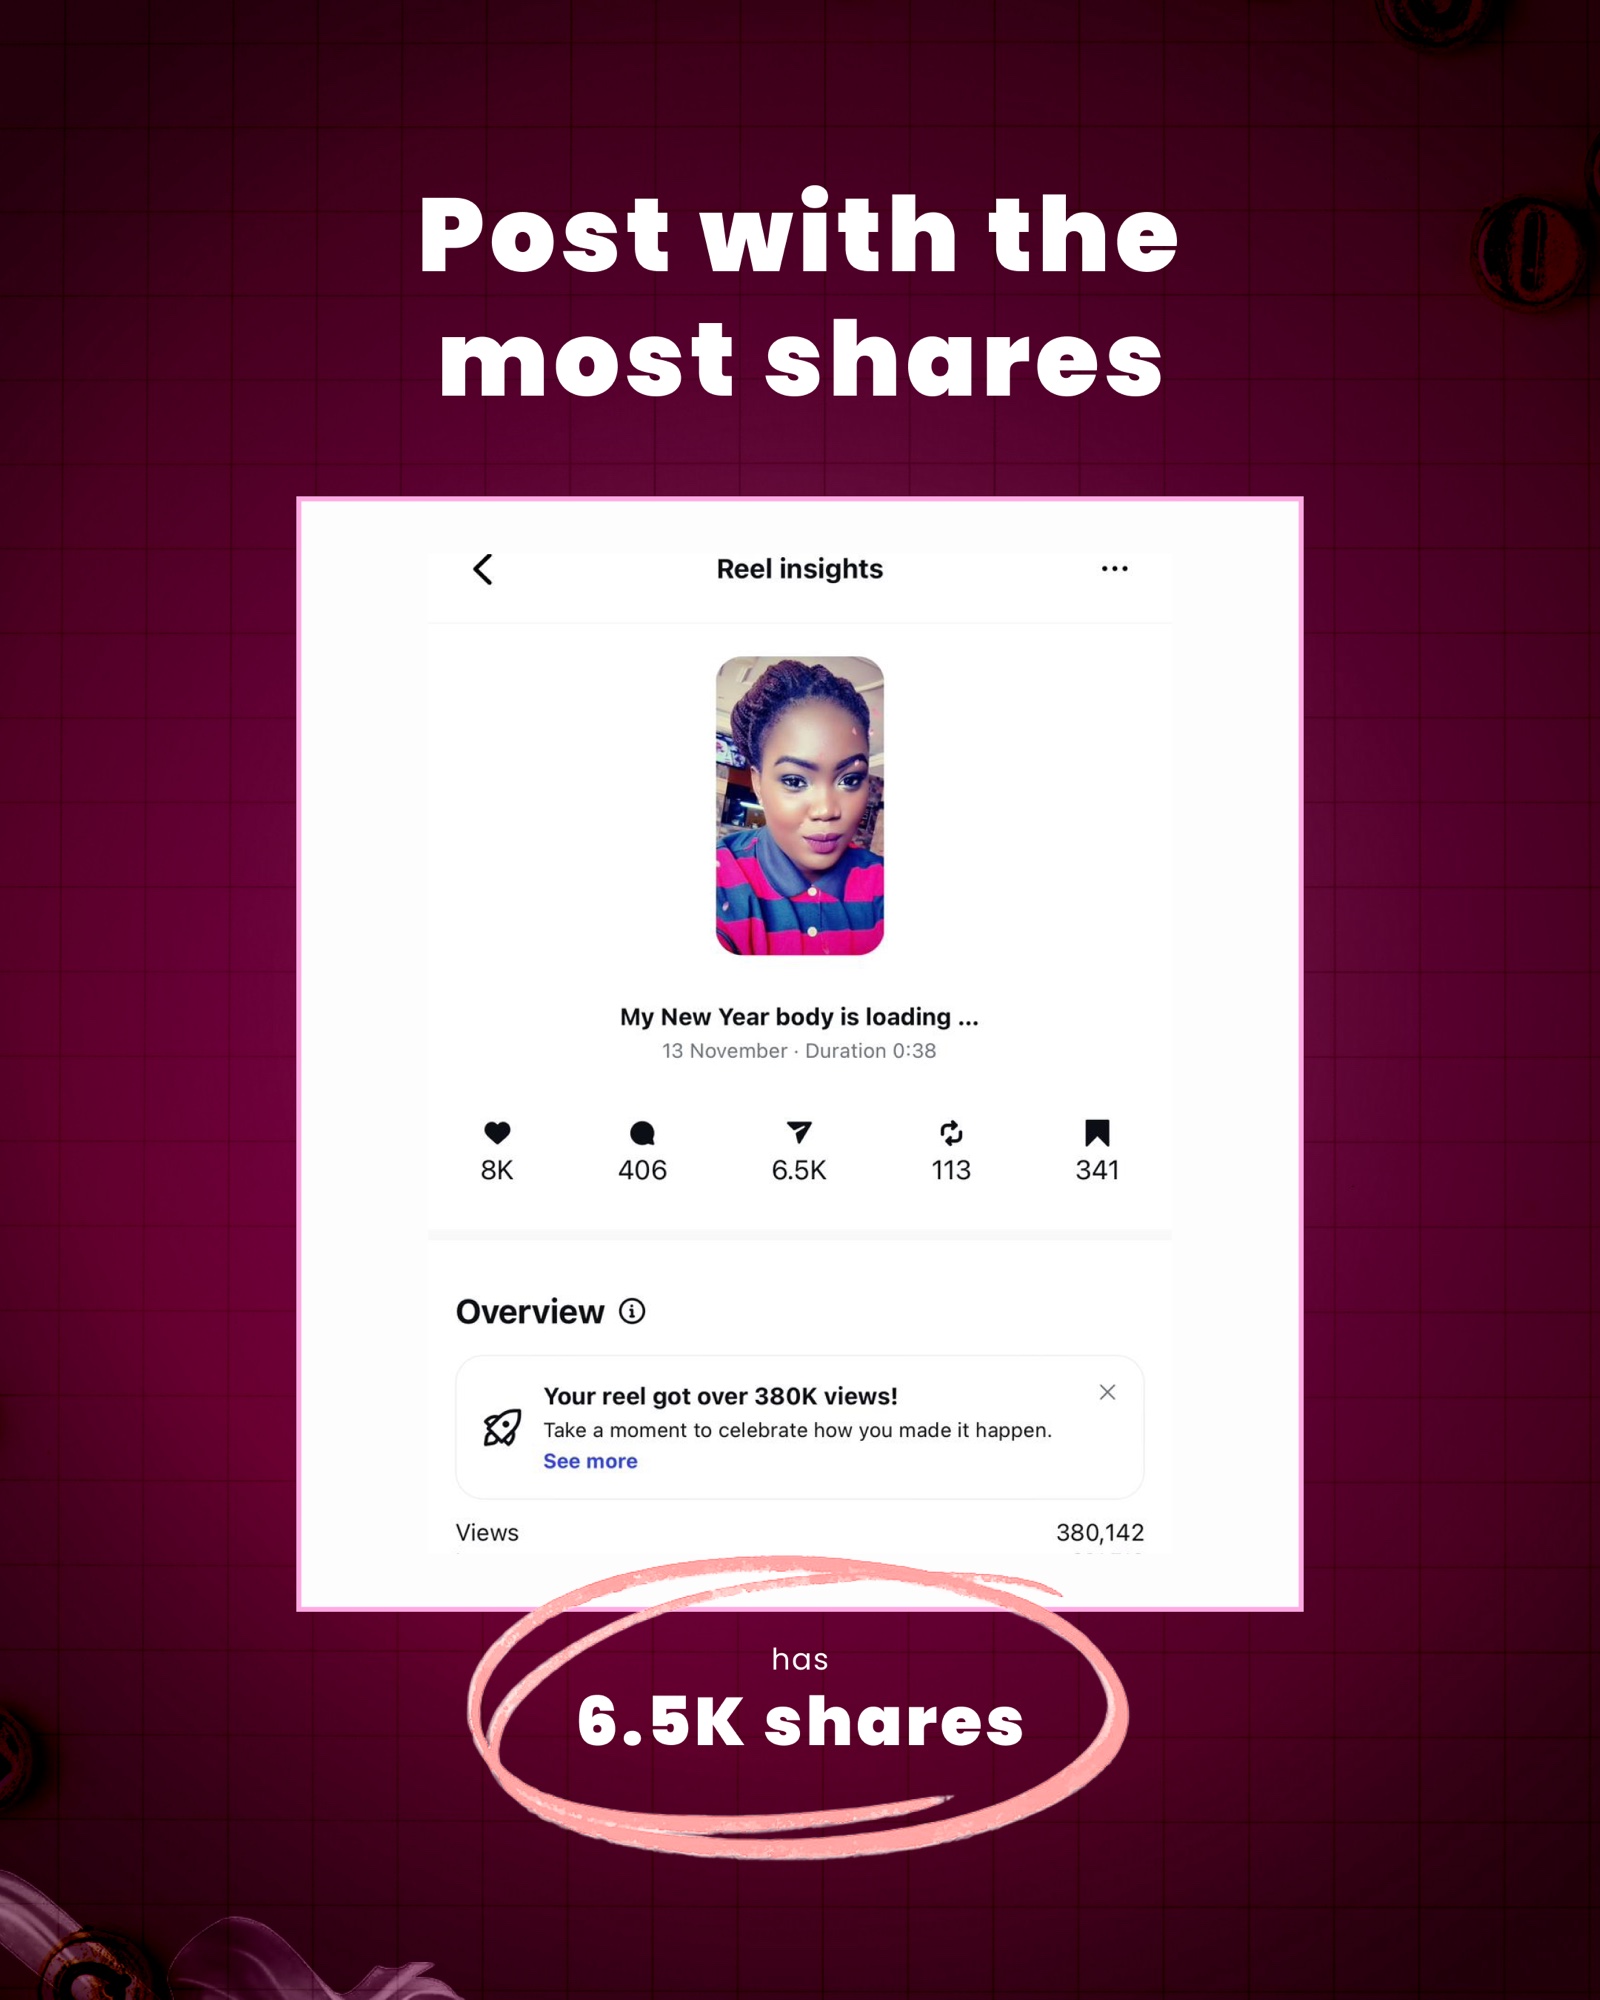 Post with the
most shares
Reel insights
My New Year body is loading ...
13 November · Duration 0:38
8K 406 6.5K 113 341
Overview
Your reel got over 380K views!
Take a moment to celebrate how you made it happen.
See more
Views 380,142
has
6.5K shares